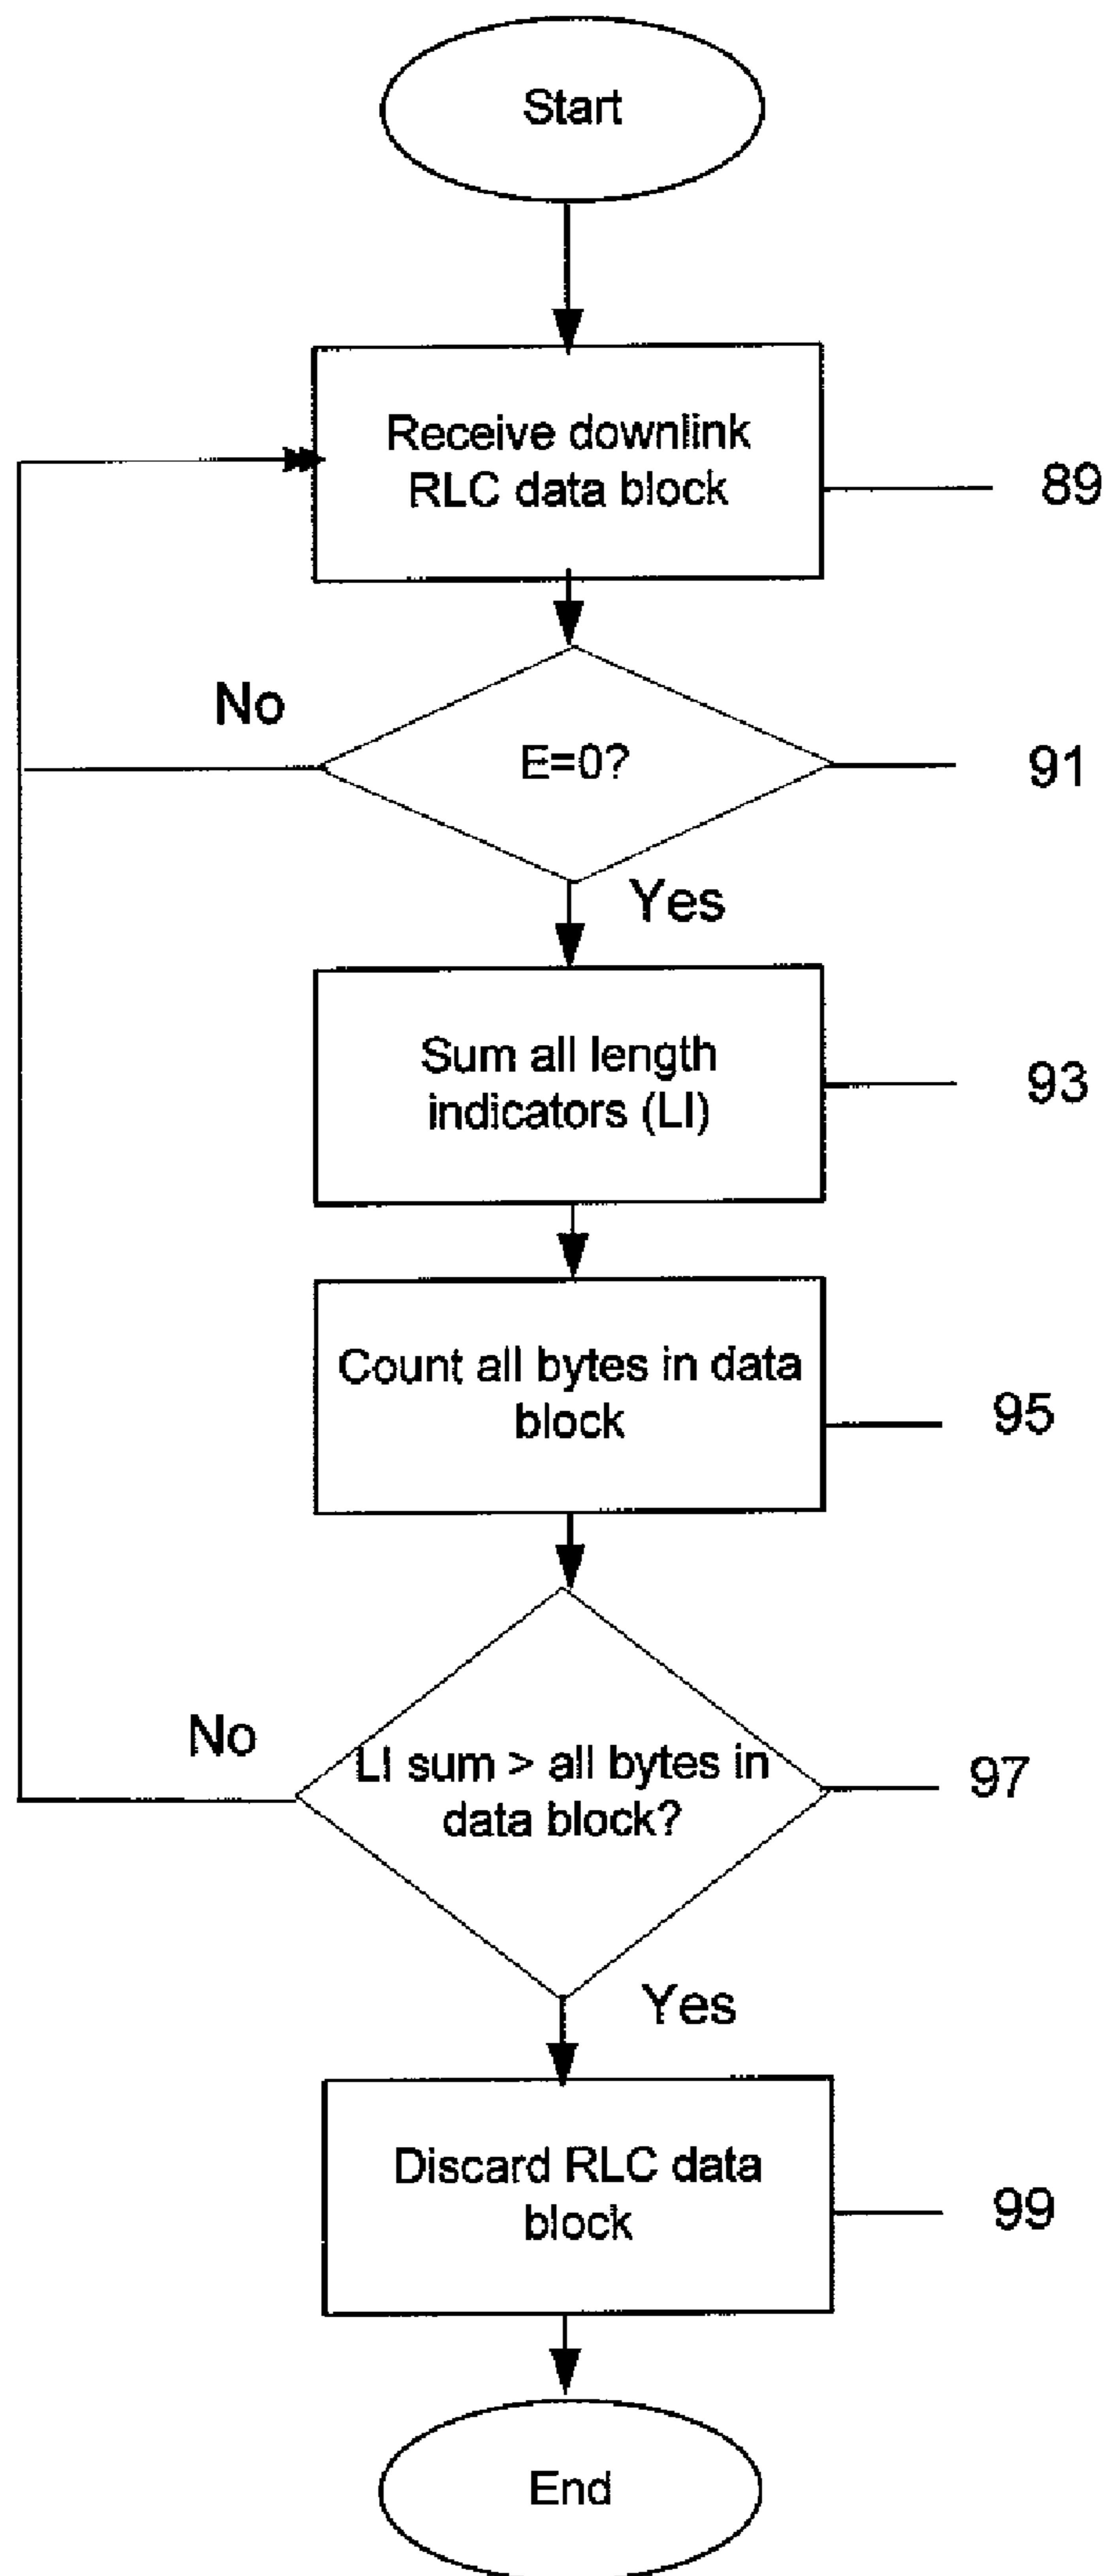 Start
Receive downlink
RLC data block
89
No
E=0?
91
Yes
Sum all length
indicators (LI)
93
Count all bytes in data
block
95
No
LI sum > all bytes in
data block?
97
Yes
Discard RLC data
block
99
End